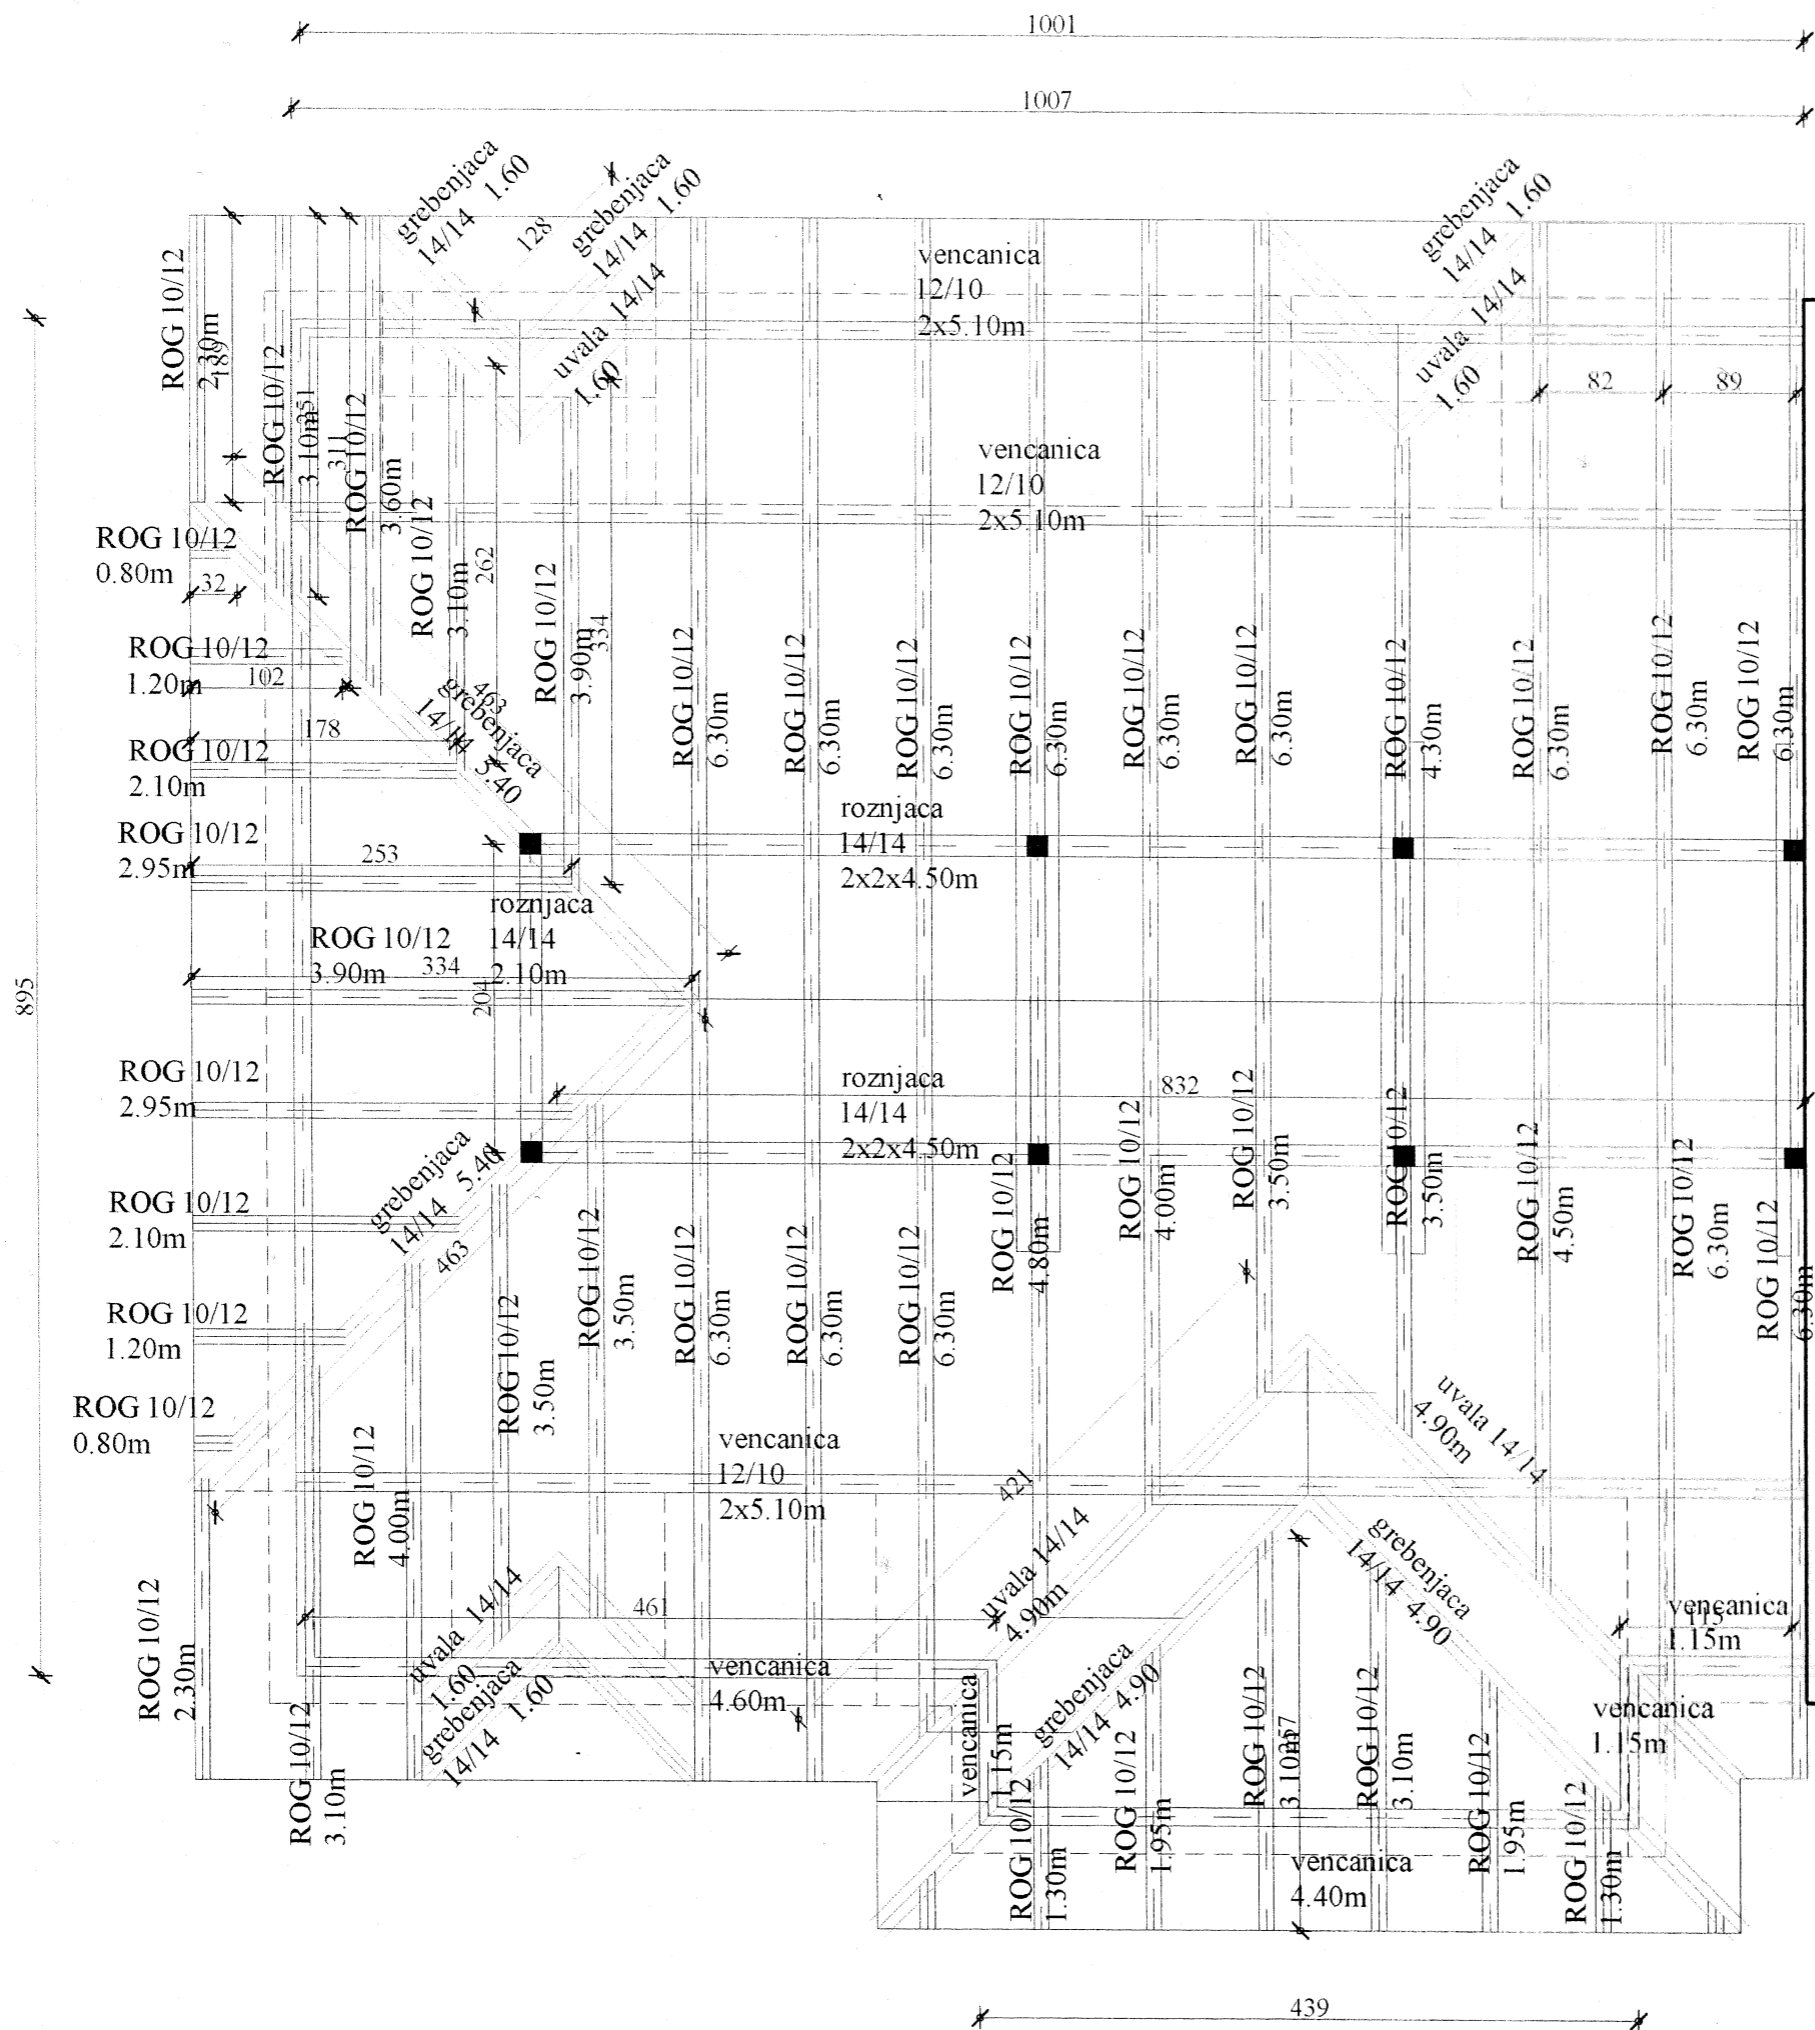 1001
1007
grebenjaca
14/14 1.60
128
grebenjaca
14/14 1.60
uvala 14/14
1.60
grebenjaca
14/14 1.60
uvala 14/14
1.60
vencanica
12/10
2x5.10m
ROG 10/12
2.30m
189
ROG 10/12
3.10m
251
311
ROG 10/12
3.60m
82
89
vencanica
12/10
2x5.10m
ROG 10/12
0.80m
32
ROG 10/12
3.10m
262
ROG 10/12
3.90m
334
ROG 10/12
1.20m
102
178
463
grebenjaca
14/14 5.40
ROG 10/12
6.30m
ROG 10/12
6.30m
ROG 10/12
6.30m
ROG 10/12
6.30m
ROG 10/12
6.30m
ROG 10/12
6.30m
ROG 10/12
4.30m
ROG 10/12
6.30m
ROG 10/12
6.30m
ROG 10/12
6.30m
ROG 10/12
2.10m
ROG 10/12
2.95m
253
roznjaca
14/14
2x2x4.50m
roznjaca
14/14
2.10m
ROG 10/12
3.90m
334
204
895
ROG 10/12
2.95m
roznjaca
14/14
2x2x4.50m
832
grebenjaca
14/14 5.40
463
ROG 10/12
2.10m
ROG 10/12
1.20m
ROG 10/12
0.80m
ROG 10/12
4.00m
ROG 10/12
3.50m
ROG 10/12
3.50m
ROG 10/12
6.30m
ROG 10/12
6.30m
ROG 10/12
6.30m
ROG 10/12
4.80m
ROG 10/12
4.00m
ROG 10/12
3.50m
ROG 10/12
3.50m
ROG 10/12
4.50m
ROG 10/12
6.30m
ROG 10/12
6.30m
vencanica
12/10
2x5.10m
421
uvala 14/14
4.90m
uvala 14/14
4.90m
grebenjaca
14/14 4.90
ROG 10/12
2.30m
uvala 14/14
1.60
grebenjaca
14/14 1.60
461
vencanica
4.60m
vencanica
1.15m
115
vencanica
1.15m
vencanica
1.15m
grebenjaca
14/14 4.90
ROG 10/12
3.10m
ROG 10/12
1.30m
ROG 10/12
1.95m
ROG 10/12
3.10m
257
ROG 10/12
3.10m
ROG 10/12
1.95m
ROG 10/12
1.30m
vencanica
4.40m
439